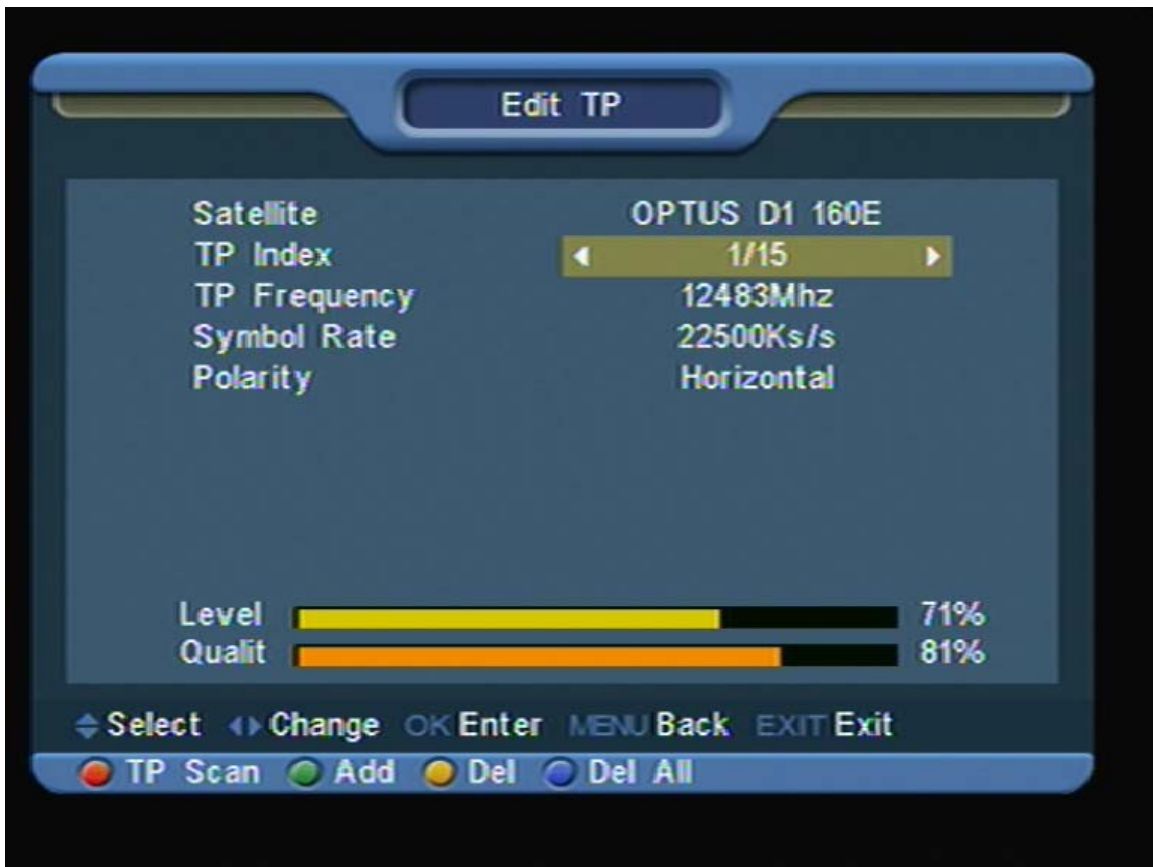 Edit TP
Satellite OPTUS D1 160E
TP Index 1/15
TP Frequency 12483Mhz
Symbol Rate 22500Ks/s
Polarity Horizontal
Level 71%
Qualit 81%
Select Change OK Enter MENU Back EXIT Exit
TP Scan Add Del Del All